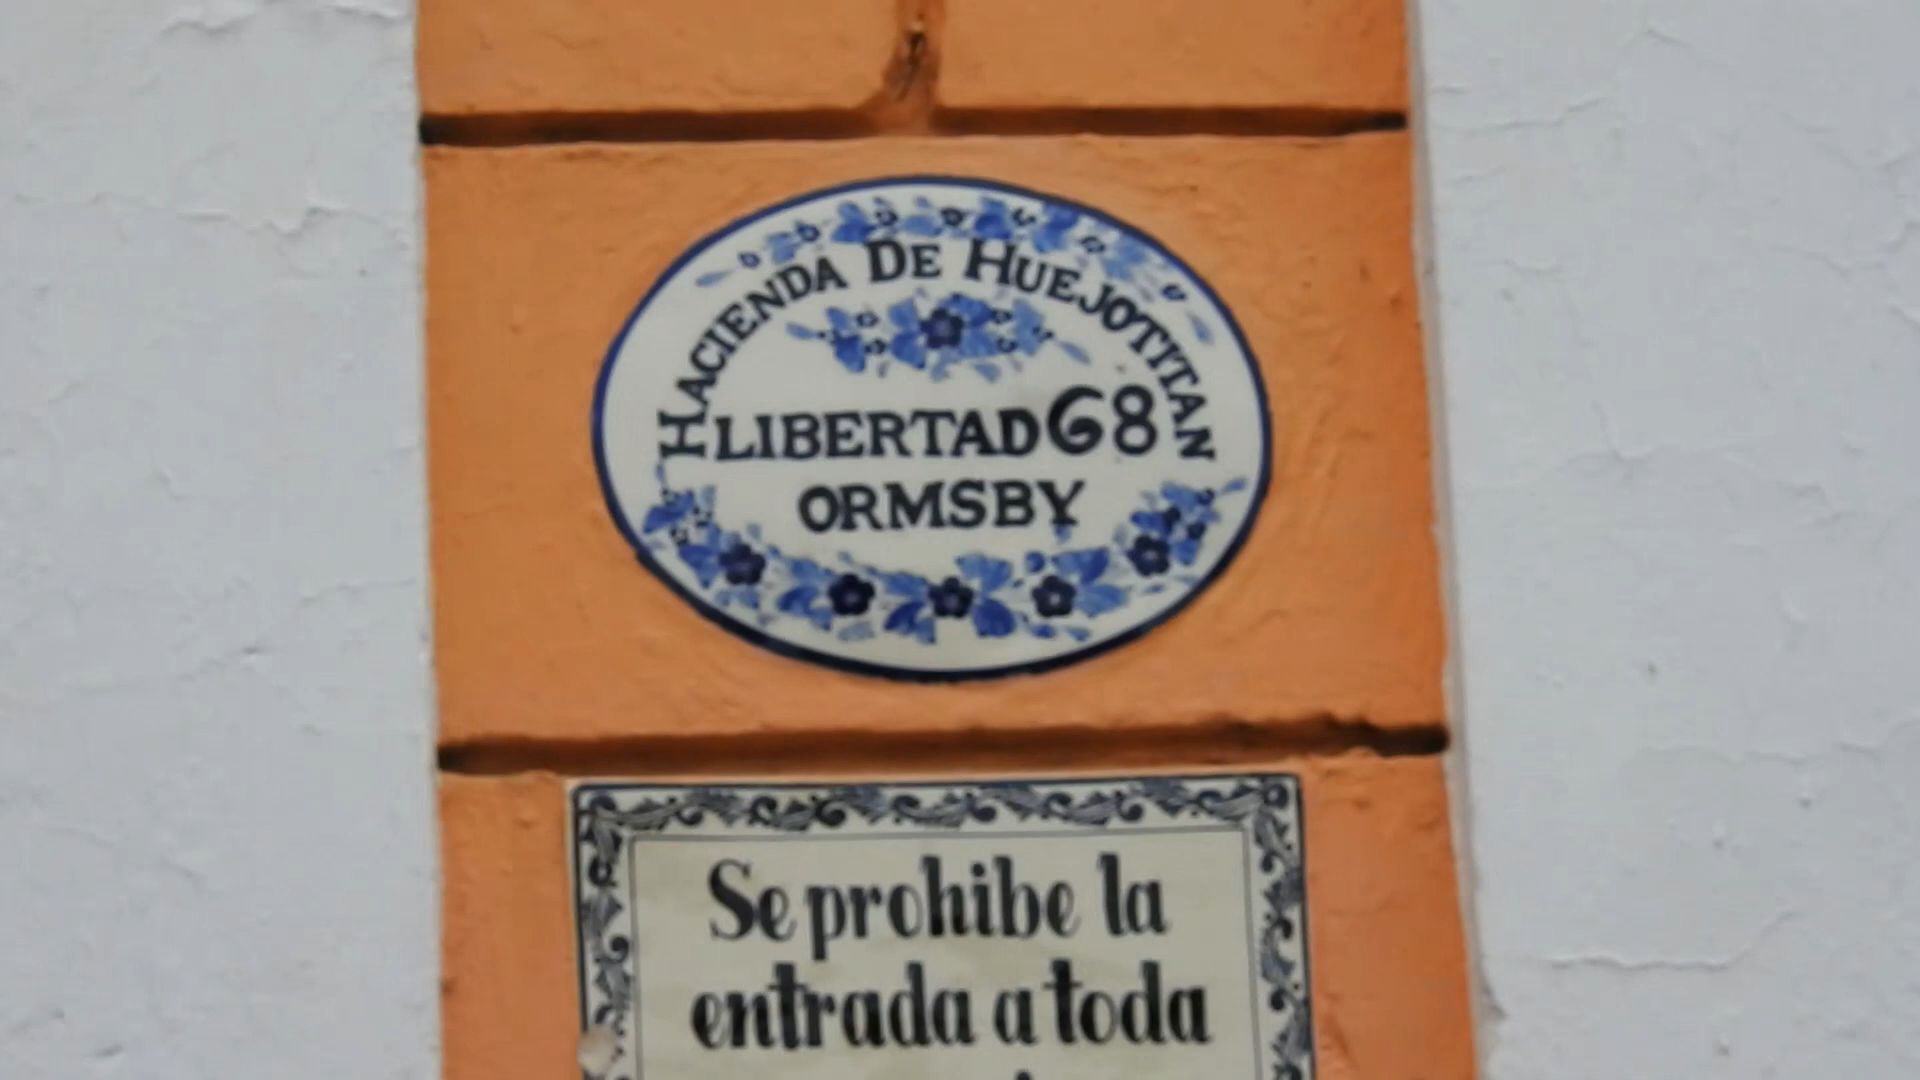 HACIENDA DE HUEJOTITAN
LIBERTAD 68
ORMSBY
Se prohibe la
entrada a toda